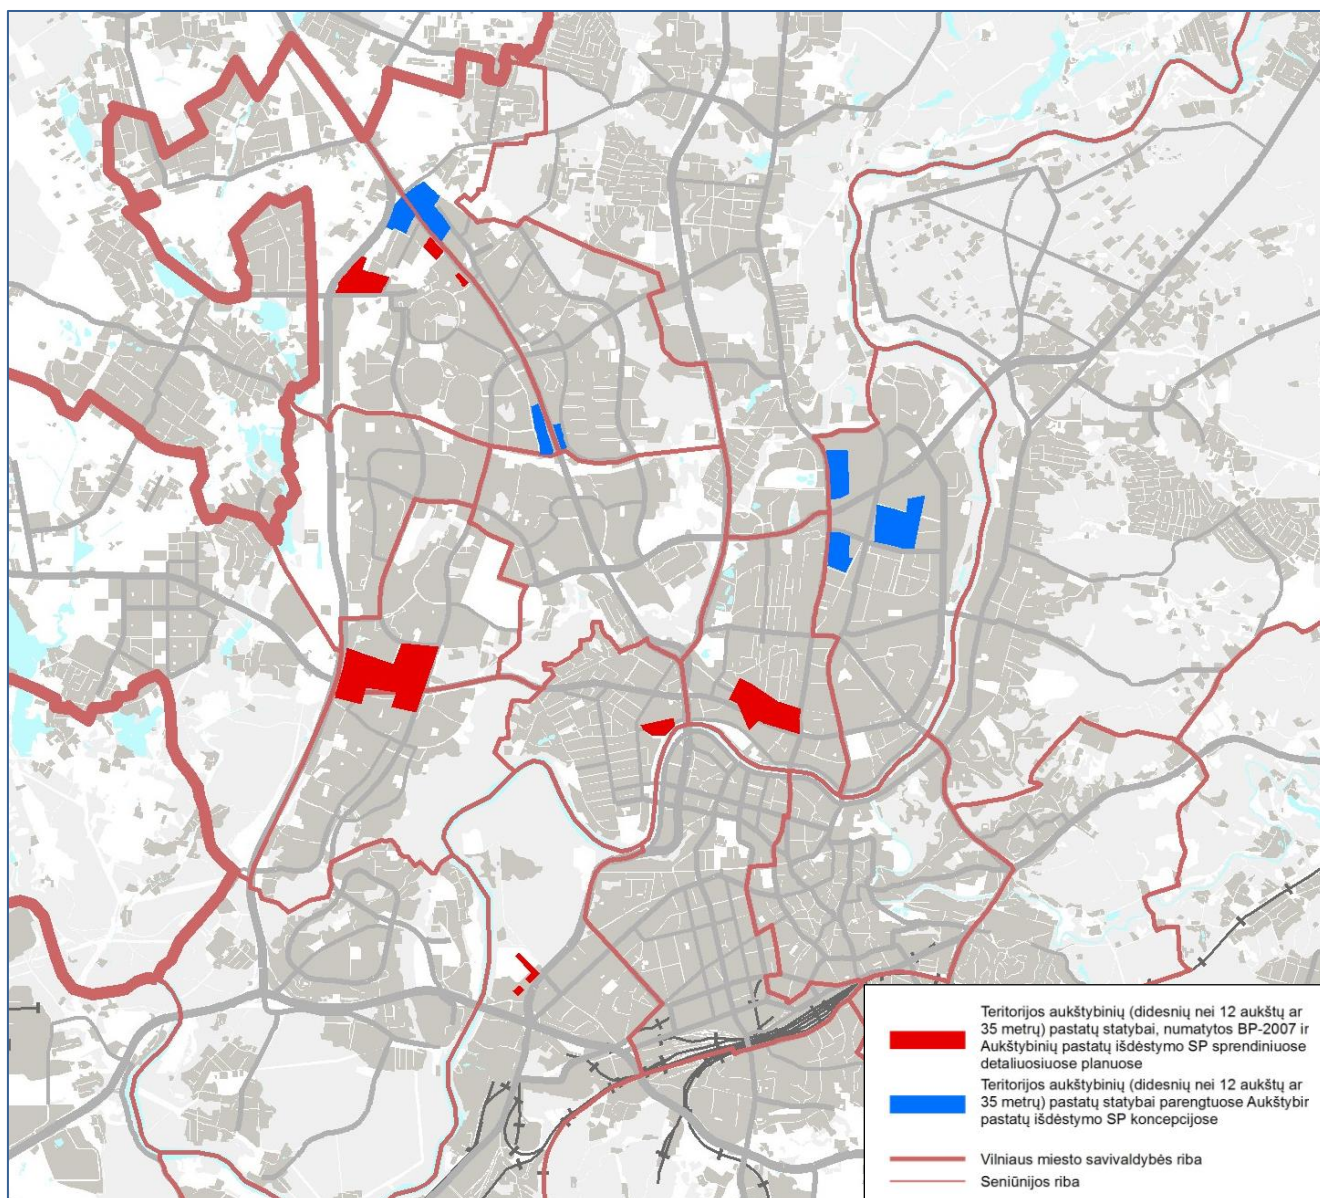 Teritorijos aukštybinių (didesnių nei 12 aukštų ar
35 metrų) pastatų statybai, numatytos BP-2007 ir
Aukštybinių pastatų išdėstymo SP sprendiniuose
detaliuosiuose planuose
Teritorijos aukštybinių (didesnių nei 12 aukštų ar
35 metrų) pastatų statybai parengtuose Aukštybir
pastatų išdėstymo SP koncepcijose
Vilniaus miesto savivaldybės riba
Seniūnijos riba